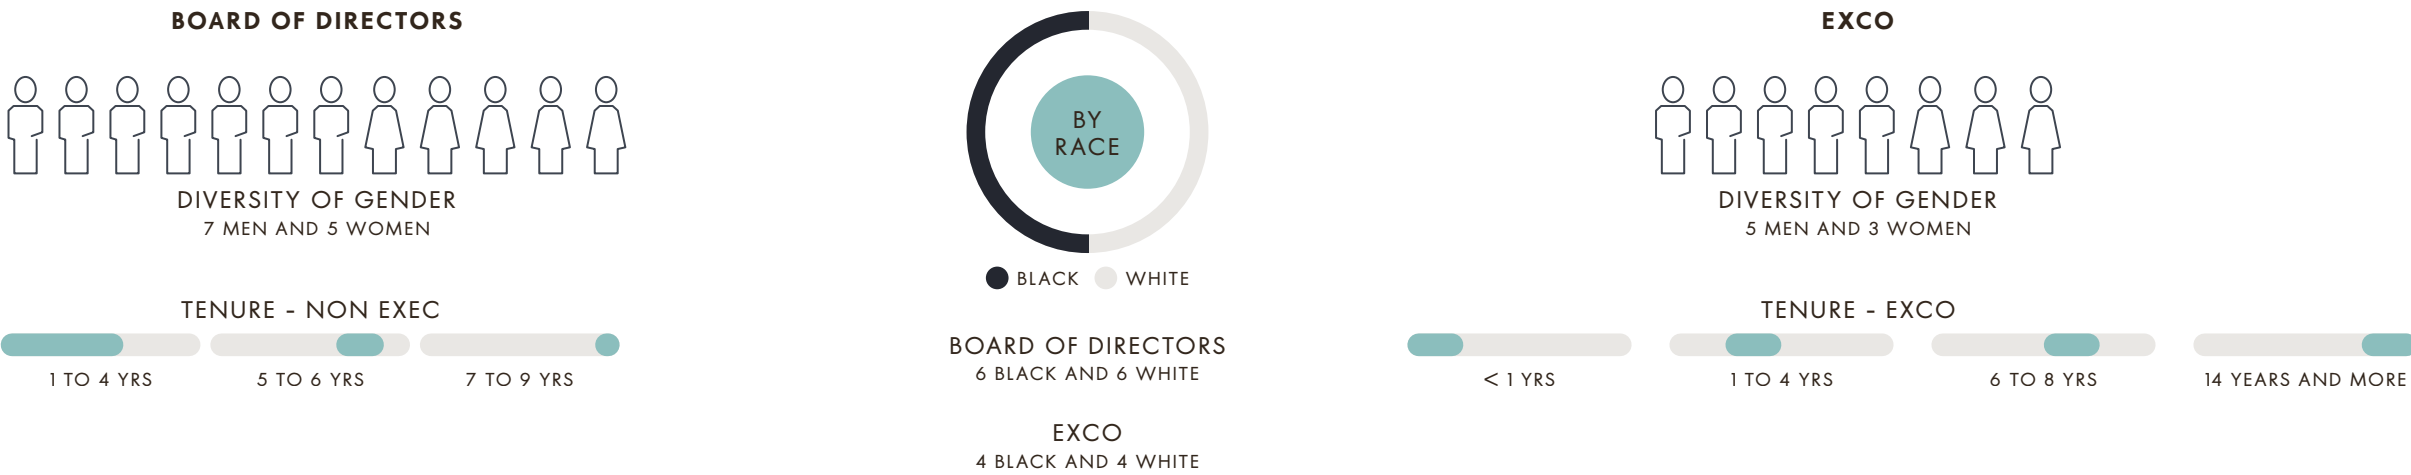 BOARD OF DIRECTORS
DIVERSITY OF GENDER
7 MEN AND 5 WOMEN
TENURE - NON EXEC
1 TO 4 YRS
5 TO 6 YRS
7 TO 9 YRS
BY
RACE
BLACK
WHITE
BOARD OF DIRECTORS
6 BLACK AND 6 WHITE
EXCO
4 BLACK AND 4 WHITE
EXCO
DIVERSITY OF GENDER
5 MEN AND 3 WOMEN
TENURE - EXCO
< 1 YRS
1 TO 4 YRS
6 TO 8 YRS
14 YEARS AND MORE